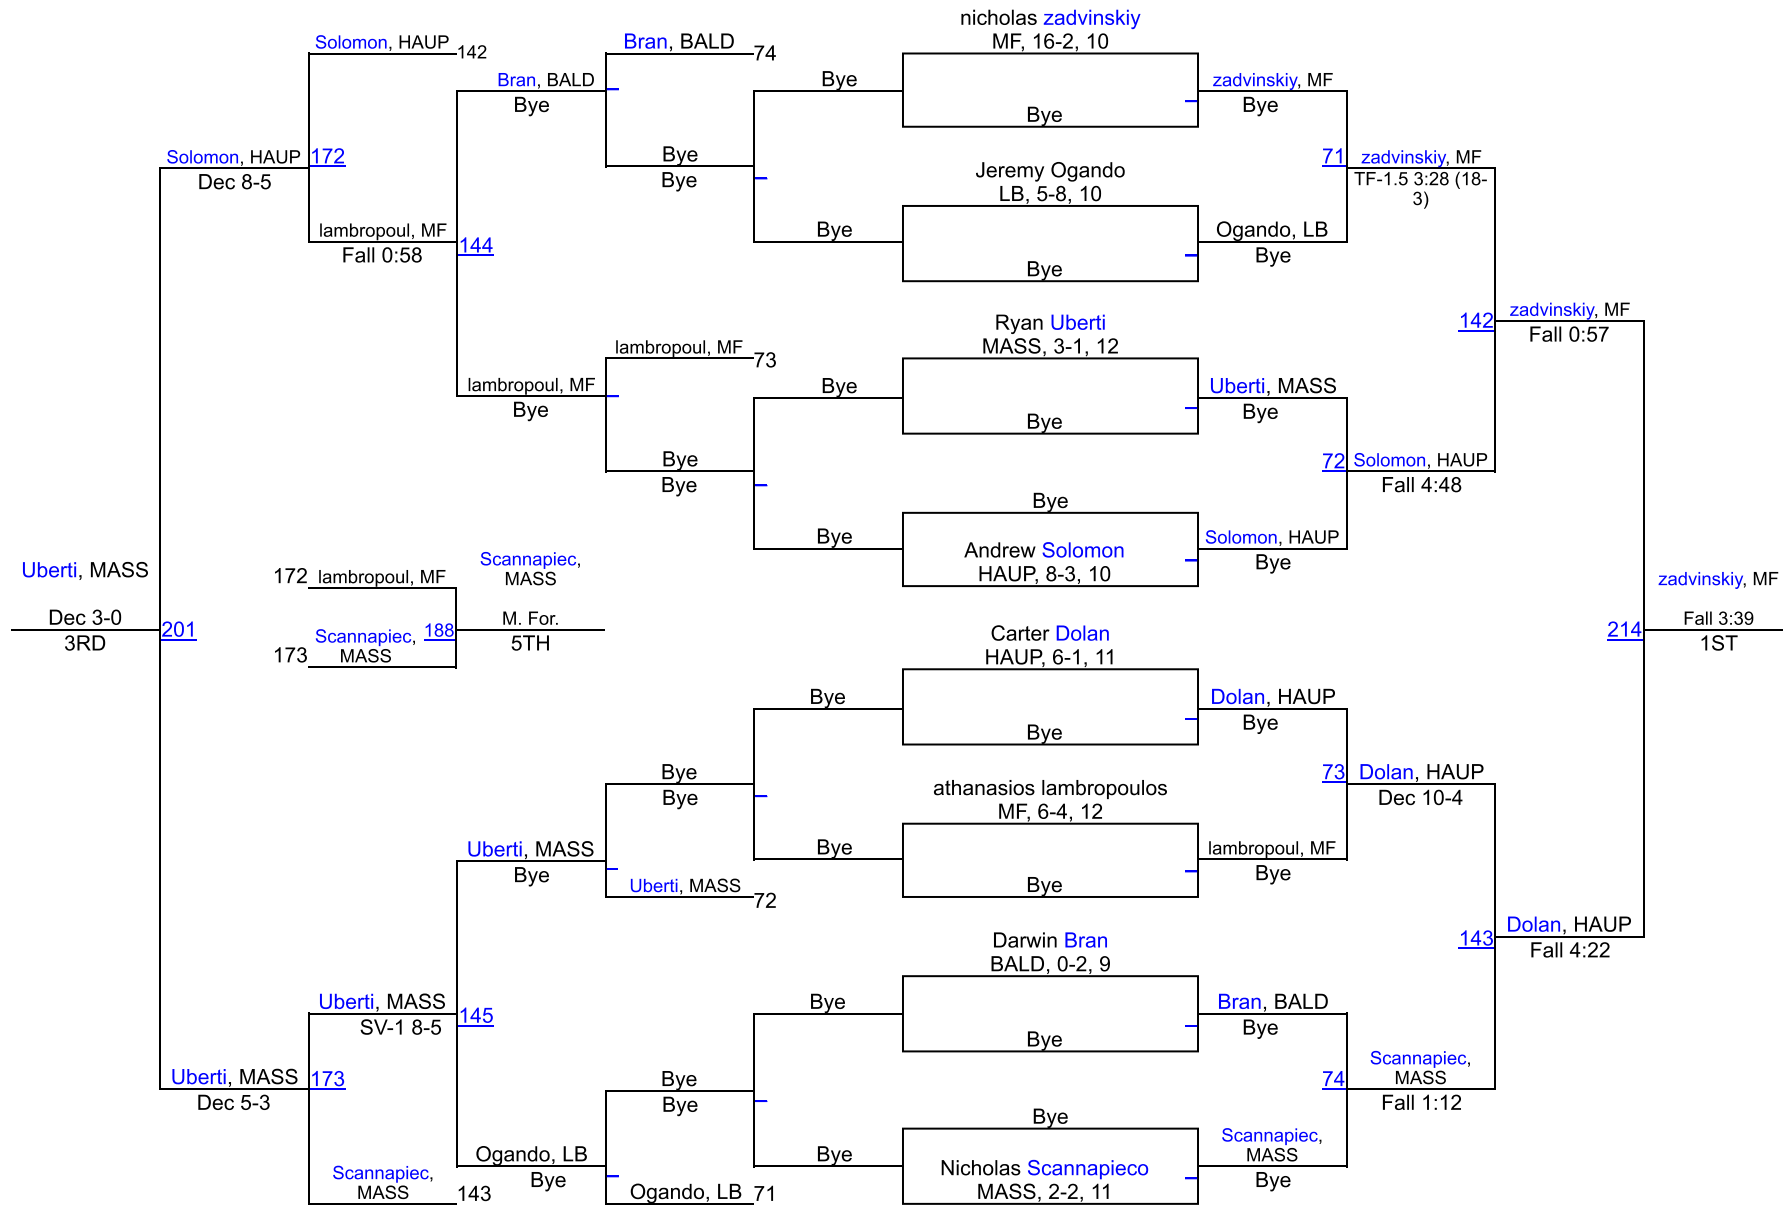 nicholas zadvinskiy
MF, 16-2, 10
Solomon, HAUP
142
Bran, BALD
74
Bran, BALD
Bye
Bye
Bye
zadvinskiy, MF
Bye
Bye
Bye
Solomon, HAUP
172
Dec 8-5
71
zadvinskiy, MF
TF-1.5 3:28 (18-
3)
Jeremy Ogando
LB, 5-8, 10
lambropoul, MF
Fall 0:58
144
Bye
Bye
Ogando, LB
Bye
Ryan Uberti
MASS, 3-1, 12
142
zadvinskiy, MF
Fall 0:57
lambropoul, MF
73
lambropoul, MF
Bye
Bye
Bye
Uberti, MASS
Bye
Bye
Bye
72
Solomon, HAUP
Fall 4:48
Bye
Bye
Andrew Solomon
HAUP, 8-3, 10
Solomon, HAUP
Bye
Uberti, MASS
Dec 3-0
3RD
201
172
lambropoul, MF
Scannapiec,
MASS
173
Scannapiec,
MASS
188
M. For.
5TH
zadvinskiy, MF
214
Fall 3:39
1ST
Carter Dolan
HAUP, 6-1, 11
Bye
Bye
Dolan, HAUP
Bye
Bye
Bye
73
Dolan, HAUP
Dec 10-4
athanasios lambropoulos
MF, 6-4, 12
Uberti, MASS
Bye
Bye
Bye
lambropoul, MF
Bye
Uberti, MASS
72
Darwin Bran
BALD, 0-2, 9
143
Dolan, HAUP
Fall 4:22
Uberti, MASS
SV-1 8-5
145
Bye
Bye
Bran, BALD
Bye
Uberti, MASS
173
Dec 5-3
Bye
Bye
74
Scannapiec,
MASS
Fall 1:12
Bye
Scannapiec,
MASS
143
Ogando, LB
Bye
Ogando, LB
71
Bye
Nicholas Scannapieco
MASS, 2-2, 11
Scannapiec,
MASS
Bye